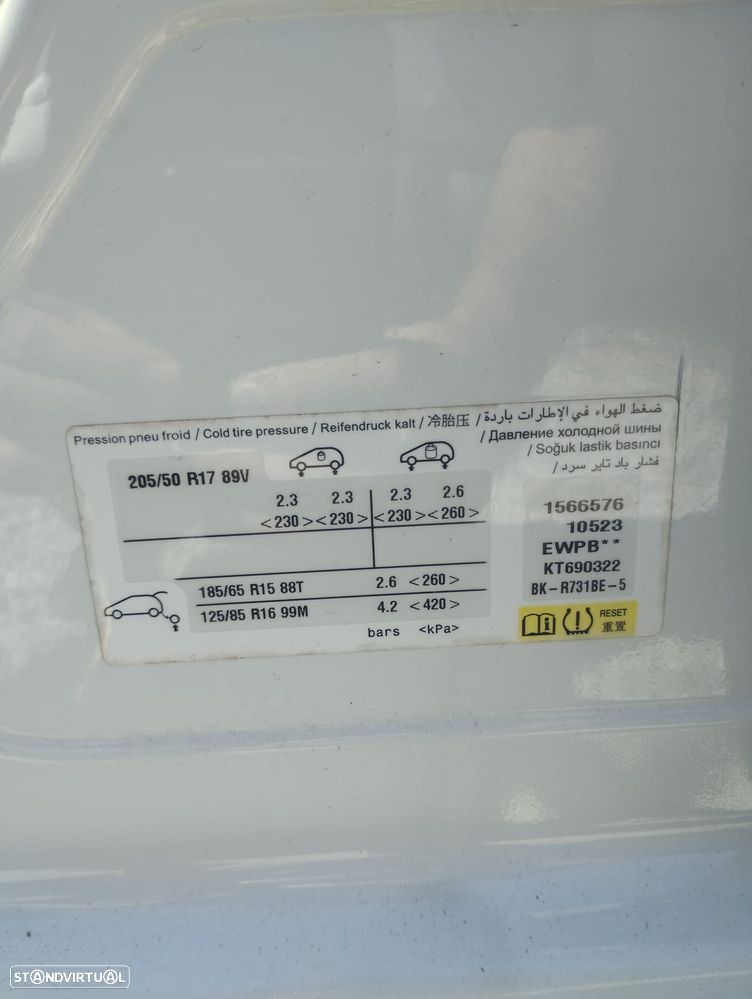 Pression pneu froid / Cold tire pressure / Reifendruck kalt / 冷胎压 / ضغط الهواء في الإطارات باردة
/ Давление холодной шины
/ Soğuk lastik basıncı
/ فشار باد تاير سرد
205/50 R17 89V
2.3 2.3 2.3 2.6
<230> <230> <230> <260>
185/65 R15 88T 2.6 <260>
125/85 R16 99M 4.2 <420>
bars <kPa>
1566576
10523
EWPB**
KT690322
BK-R731BE-5
RESET
重置
STANDVIRTUAL